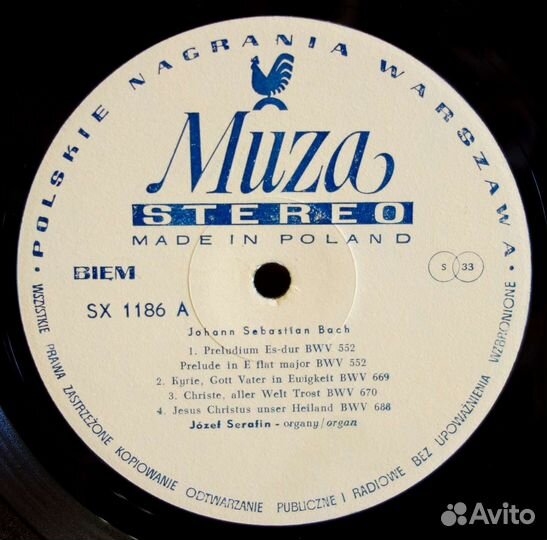 • POLSKIE NAGRANIA WARSZAWA •
Muza
STEREO
MADE IN POLAND
BIEM
S 33
SX 1186 A
Johann Sebastian Bach
1. Preludium Es-dur BWV 552
Prelude in E flat major BWV 552
2. Kyrie, Gott Vater in Ewigkeit BWV 669
3. Christe, aller Welt Trost BWV 670
4. Jesus Christus unser Heiland BWV 688
Józef Serafin - organy/organ
WSZYSTKIE PRAWA ZASTRZEŻONE KOPIOWANIE ODTWARZANIE PUBLICZNE I RADIOWE BEZ UPOWAŻNIENIA WZBRONIONE
Avito